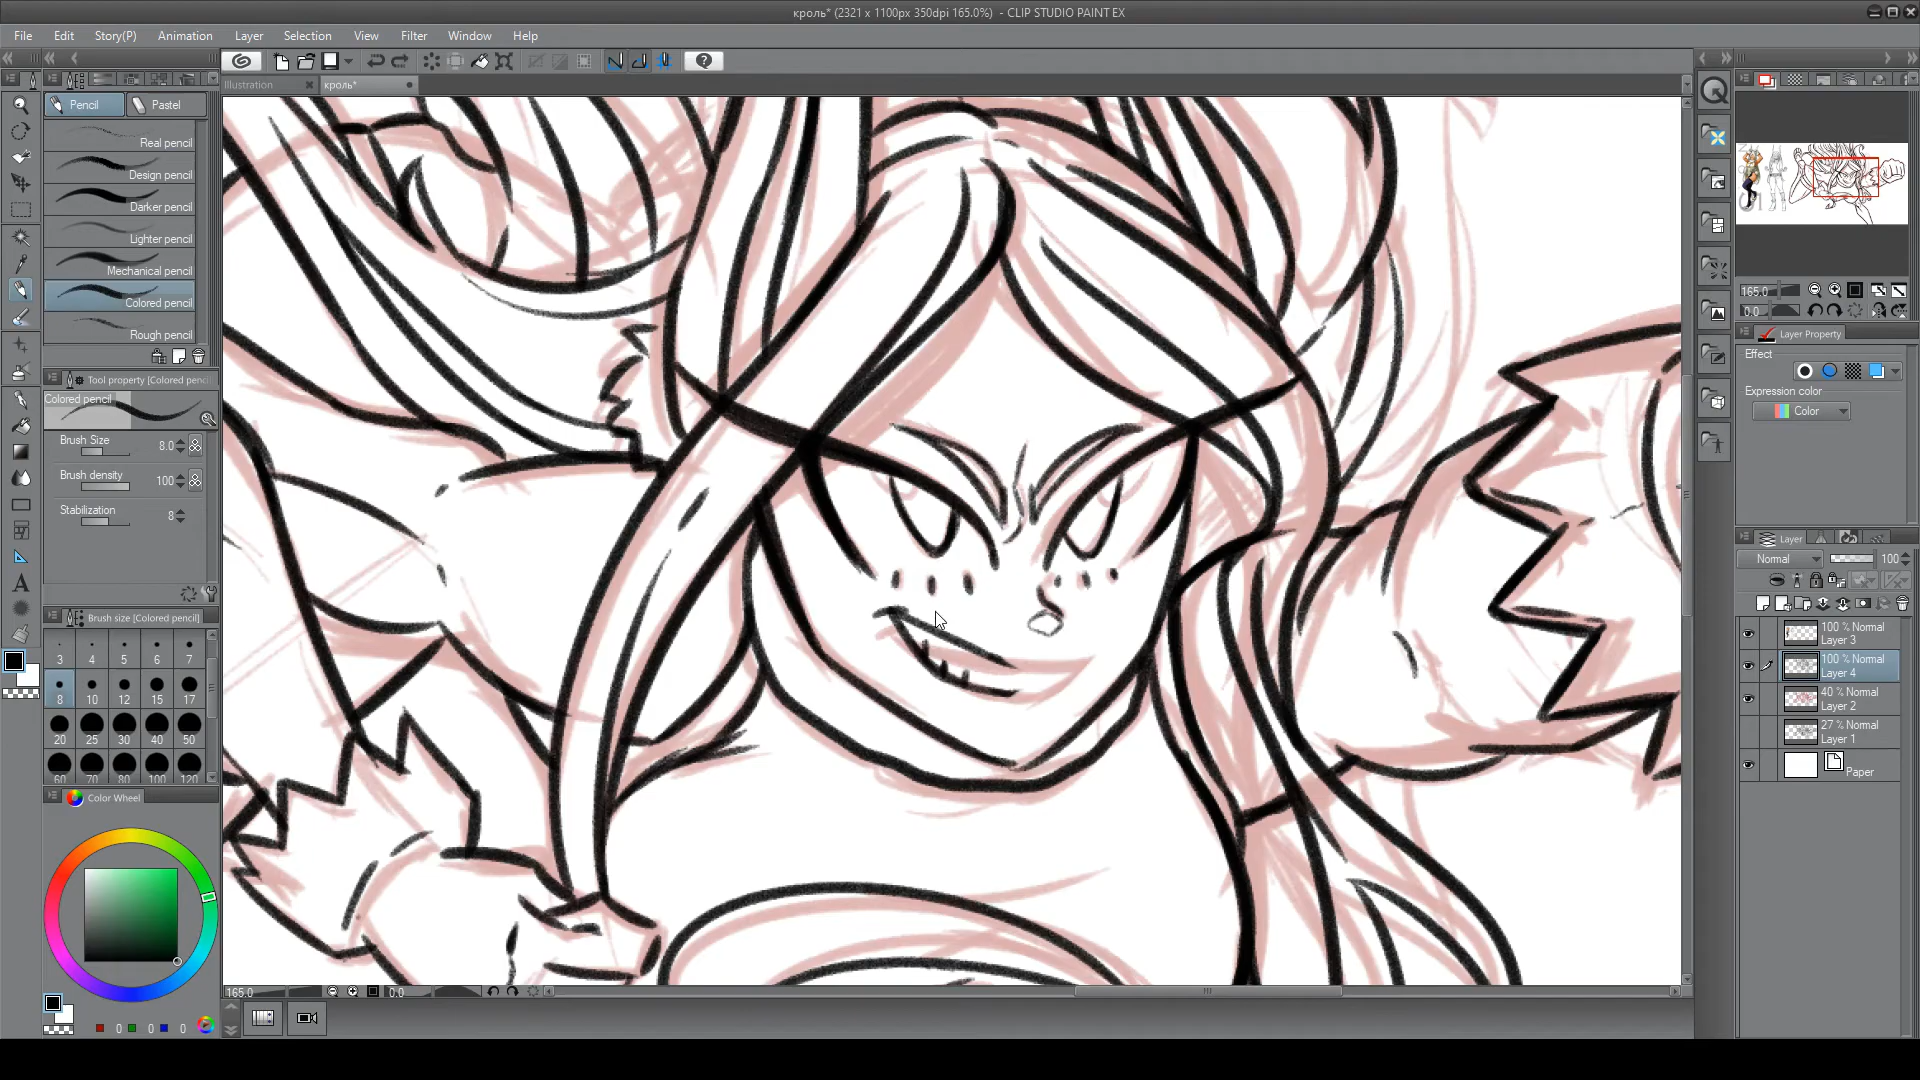 кроль* (2321 x 1100px 350dpi 165.0%)  - CLIP STUDIO PAINT EX
File Edit Story(P) Animation Layer Selection Filter View Window Help
Illustration кроль*
Pencil Pastel
Real pencil
Design pencil
Darker pencil
Lighter pencil
Mechanical pencil
Colored pencil
Rough pencil
Tool property [Colored pencil]
Colored pencil
Brush Size 8.0
Brush density 100
Stabilization 8
Brush size [Colored pencil]
3 4 5 6 7
8 10 12 15 17
20 25 30 40 50
60 70 80 100 120
Color Wheel
0 0 0
165.0 0.0
165.0
0.0
Layer Property
Effect
Expression color
Color
Layer
Normal 100
100 % Normal
Layer 3
100 % Normal
Layer 4
40 % Normal
Layer 2
27 % Normal
Layer 1
Paper